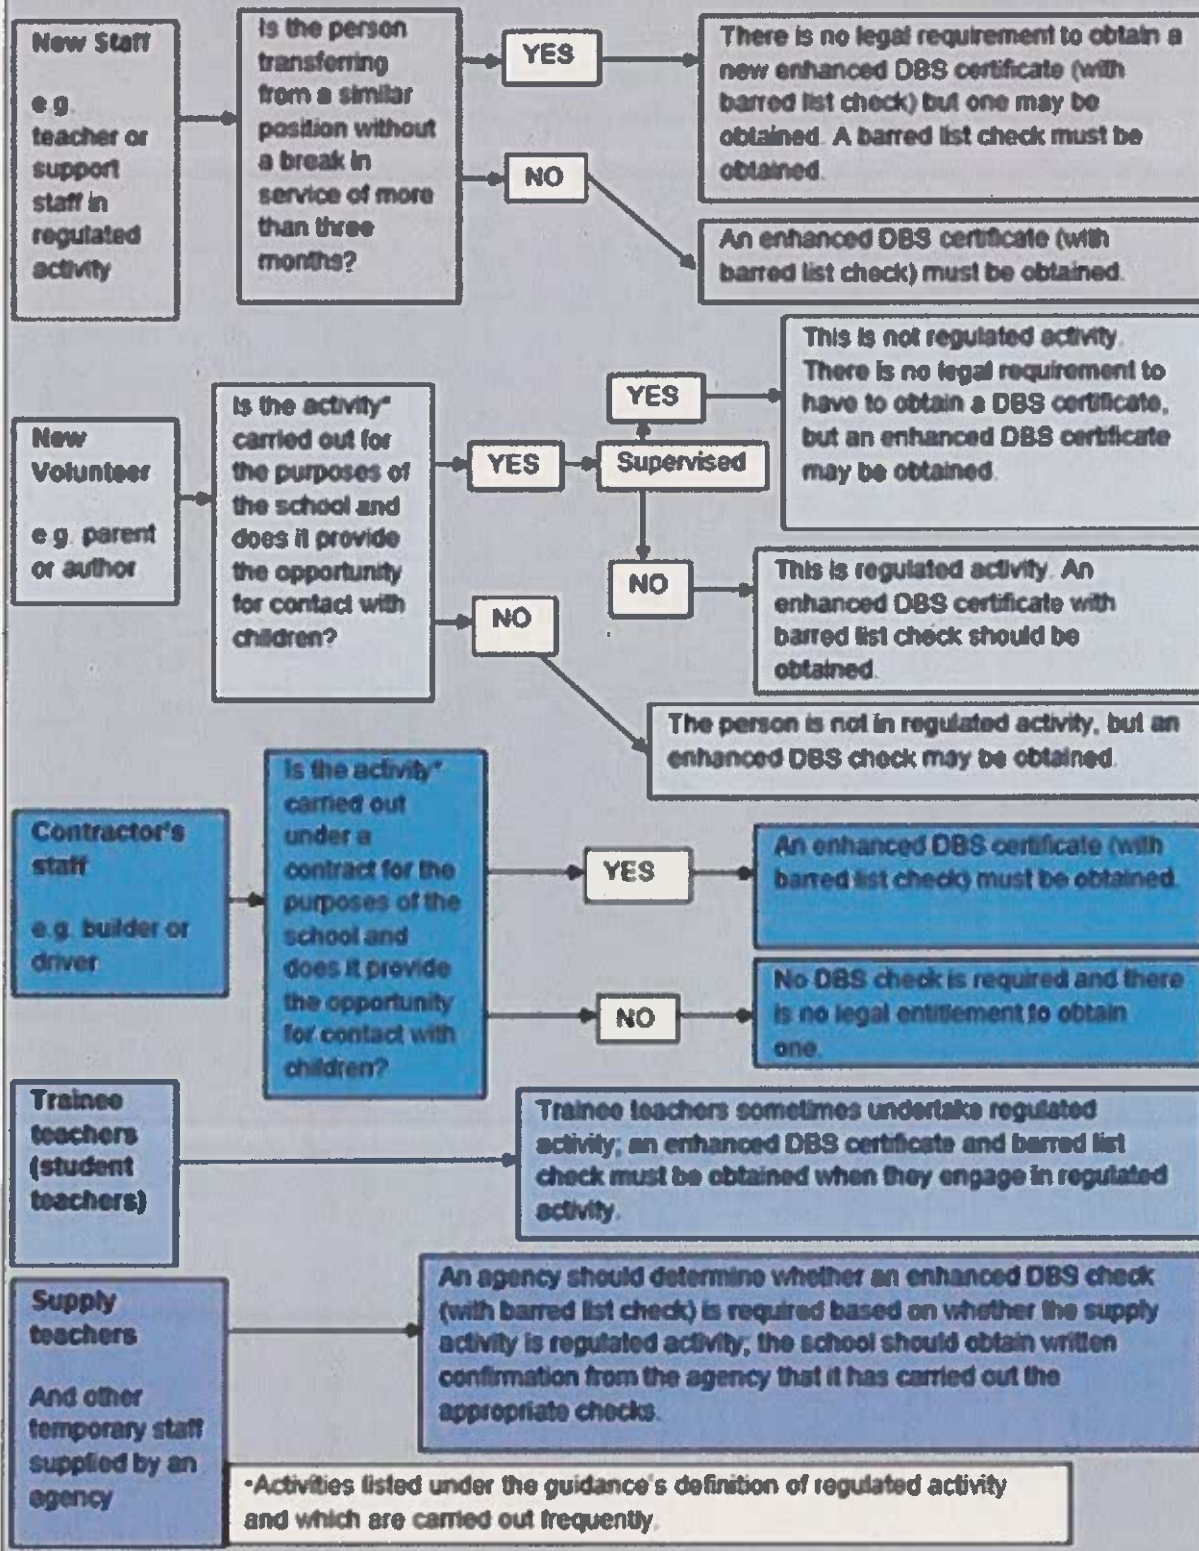 New Staff
e.g.
teacher or
support
staff in
regulated
activity
Is the person
transferring
from a similar
position without
a break in
service of more
than three
months?
YES
NO
There is no legal requirement to obtain a
new enhanced DBS certificate (with
barred list check) but one may be
obtained. A barred list check must be
obtained.
An enhanced DBS certificate (with
barred list check) must be obtained.
New
Volunteer
e.g. parent
or author
Is the activity*
carried out for
the purposes of
the school and
does it provide
the opportunity
for contact with
children?
YES
NO
Supervised
YES
NO
This is not regulated activity.
There is no legal requirement to
have to obtain a DBS certificate,
but an enhanced DBS certificate
may be obtained.
This is regulated activity. An
enhanced DBS certificate with
barred list check should be
obtained.
The person is not in regulated activity, but an
enhanced DBS check may be obtained.
Contractor's
staff
e.g. builder or
driver
Is the activity*
carried out
under a
contract for the
purposes of the
school and
does it provide
the opportunity
for contact with
children?
YES
NO
An enhanced DBS certificate (with
barred list check) must be obtained.
No DBS check is required and there
is no legal entitlement to obtain
one.
Trainee
teachers
(student
teachers)
Trainee teachers sometimes undertake regulated
activity; an enhanced DBS certificate and barred list
check must be obtained when they engage in regulated
activity.
Supply
teachers
And other
temporary staff
supplied by an
agency
An agency should determine whether an enhanced DBS check
(with barred list check) is required based on whether the supply
activity is regulated activity; the school should obtain written
confirmation from the agency that it has carried out the
appropriate checks.
*Activities listed under the guidance's definition of regulated activity
and which are carried out frequently.